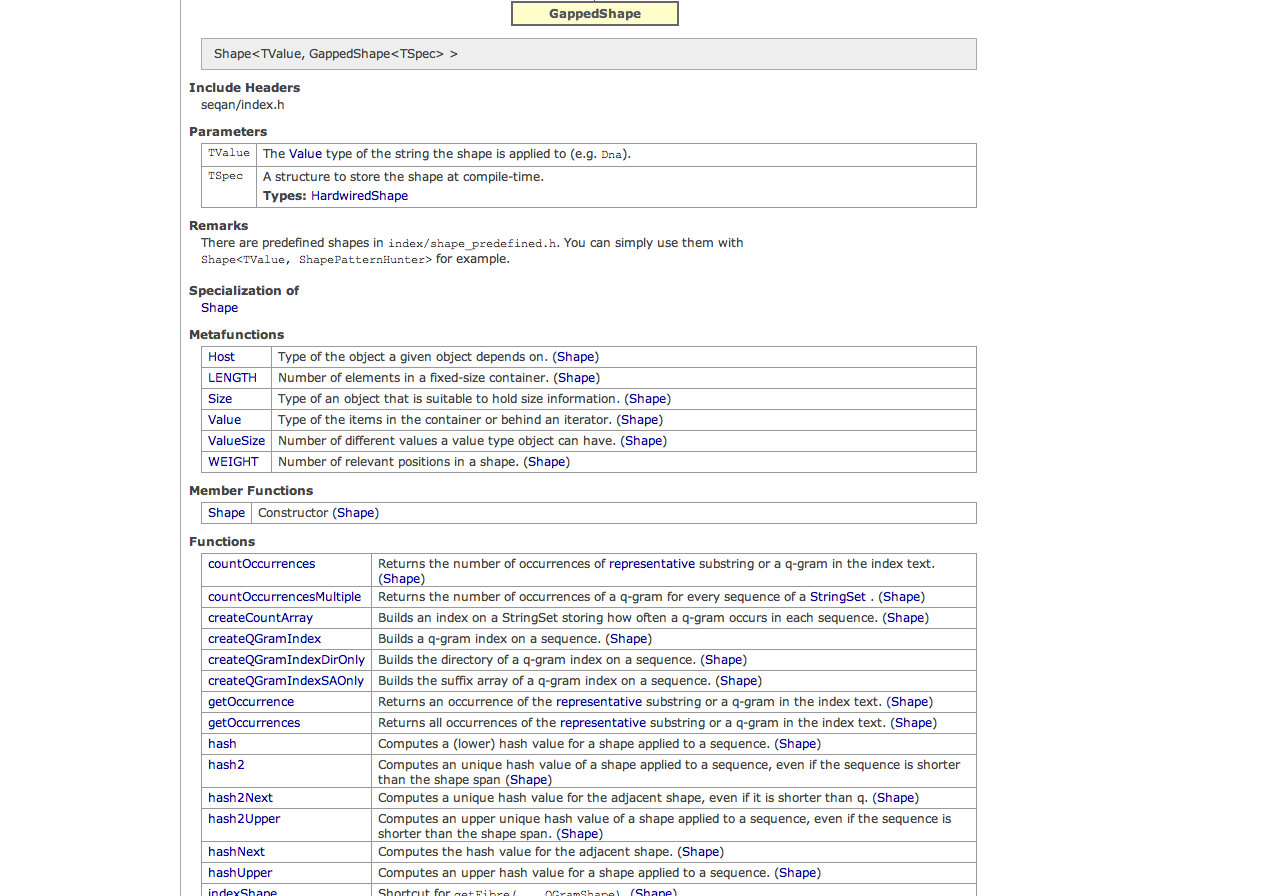 GappedShape
Shape<TValue, GappedShape<TSpec> >
Include Headers
seqan/index.h
Parameters
TValue The Value type of the string the shape is applied to (e.g. Dna).
TSpec A structure to store the shape at compile-time.
Types: HardwiredShape
Remarks
There are predefined shapes in index/shape_predefined.h. You can simply use them with
Shape<TValue, ShapePatternHunter> for example.
Specialization of
Shape
Metafunctions
Host Type of the object a given object depends on. (Shape)
LENGTH Number of elements in a fixed-size container. (Shape)
Size Type of an object that is suitable to hold size information. (Shape)
Value Type of the items in the container or behind an iterator. (Shape)
ValueSize Number of different values a value type object can have. (Shape)
WEIGHT Number of relevant positions in a shape. (Shape)
Member Functions
Shape Constructor (Shape)
Functions
countOccurrences Returns the number of occurrences of representative substring or a q-gram in the index text.
(Shape)
countOccurrencesMultiple Returns the number of occurrences of a q-gram for every sequence of a StringSet . (Shape)
createCountArray Builds an index on a StringSet storing how often a q-gram occurs in each sequence. (Shape)
createQGramIndex Builds a q-gram index on a sequence. (Shape)
createQGramIndexDirOnly Builds the directory of a q-gram index on a sequence. (Shape)
createQGramIndexSAOnly Builds the suffix array of a q-gram index on a sequence. (Shape)
getOccurrence Returns an occurrence of the representative substring or a q-gram in the index text. (Shape)
getOccurrences Returns all occurrences of the representative substring or a q-gram in the index text. (Shape)
hash Computes a (lower) hash value for a shape applied to a sequence. (Shape)
hash2 Computes an unique hash value of a shape applied to a sequence, even if the sequence is shorter
than the shape span (Shape)
hash2Next Computes a unique hash value for the adjacent shape, even if it is shorter than q. (Shape)
hash2Upper Computes an upper unique hash value of a shape applied to a sequence, even if the sequence is
shorter than the shape span. (Shape)
hashNext Computes the hash value for the adjacent shape. (Shape)
hashUpper Computes an upper hash value for a shape applied to a sequence. (Shape)
indexShape Shortcut for getFibre(.., QGramShape). (Shape)